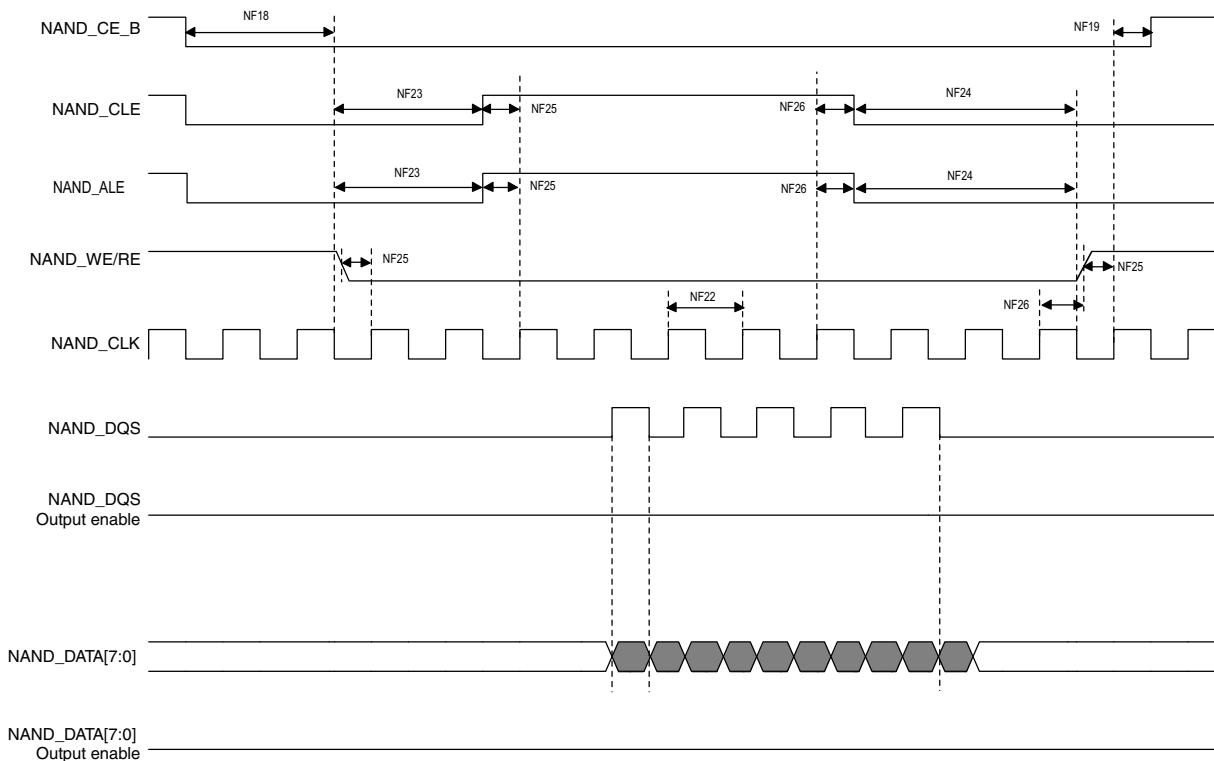 NF18
NAND_CE_B
NF19
NF23
NF24
NAND_CLE
NF25
NF26
NF23
NF24
NAND_ALE
NF25
NF26
NAND_WE/RE
NF25
NF25
NF22
NF26
NAND_CLK
NAND_DQS
NAND_DQS
Output enable
NAND_DATA[7:0]
NAND_DATA[7:0]
Output enable